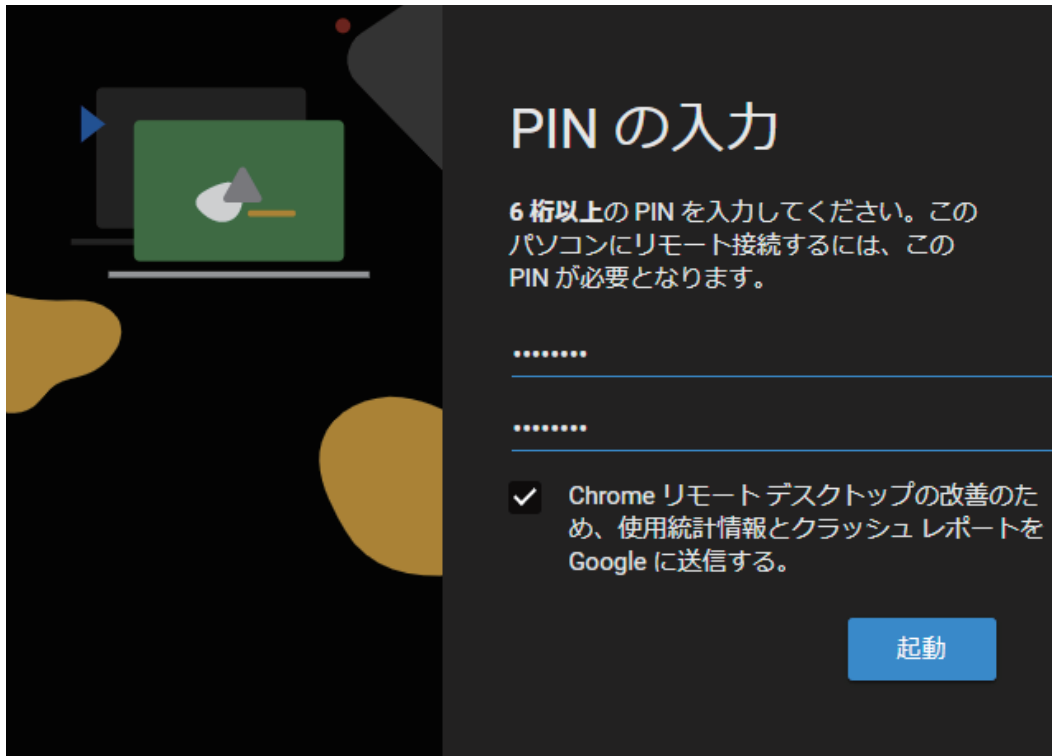 PIN の入力
6 桁以上の PIN を入力してください。この
パソコンにリモート接続するには、この
PIN が必要となります。
••••••••
••••••••
Chrome リモート デスクトップの改善のた
め、使用統計情報とクラッシュ レポートを
Google に送信する。
起動